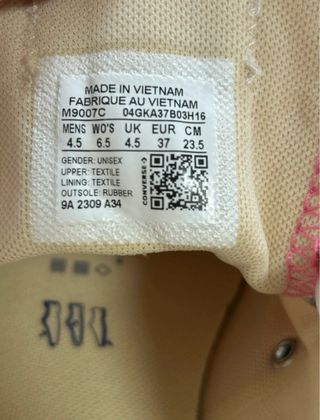 MADE IN VIETNAM
FABRIQUE AU VIETNAM
M9007C 04GKA37B03H16
MENS WO'S UK EUR CM
4.5 6.5 4.5 37 23.5
GENDER: UNISEX
UPPER: TEXTILE
LINING: TEXTILE
OUTSOLE: RUBBER
9A 2309 A34
CONVERSE